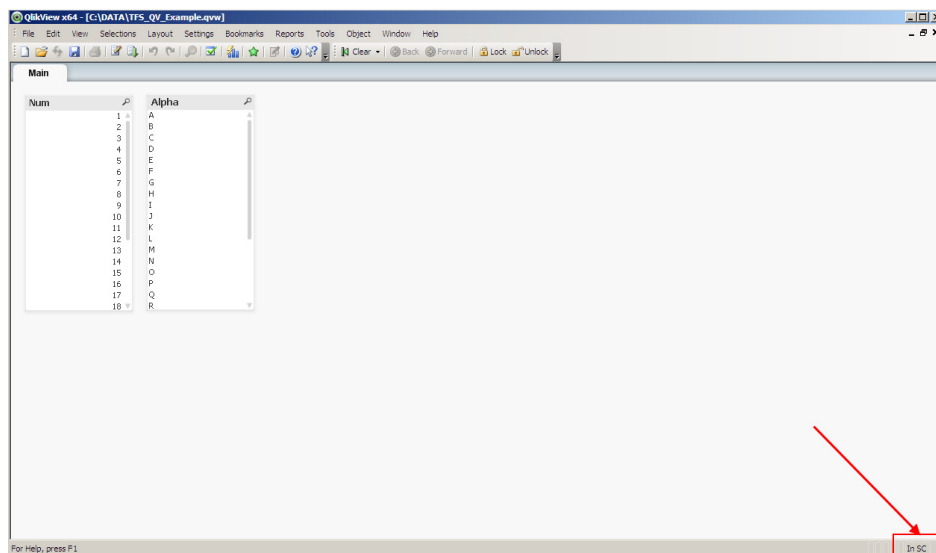 QlikView x64 - [C:\DATA\TFS_QV_Example.qvw]
File Edit View Selections Layout Settings Bookmarks Reports Tools Object Window Help
Clear Back Forward Lock Unlock
Main
Num Alpha
1 A
2 B
3 C
4 D
5 E
6 F
7 G
8 H
9 I
10 J
11 K
12 L
13 M
14 N
15 O
16 P
17 Q
18 R
For Help, press F1 In SC